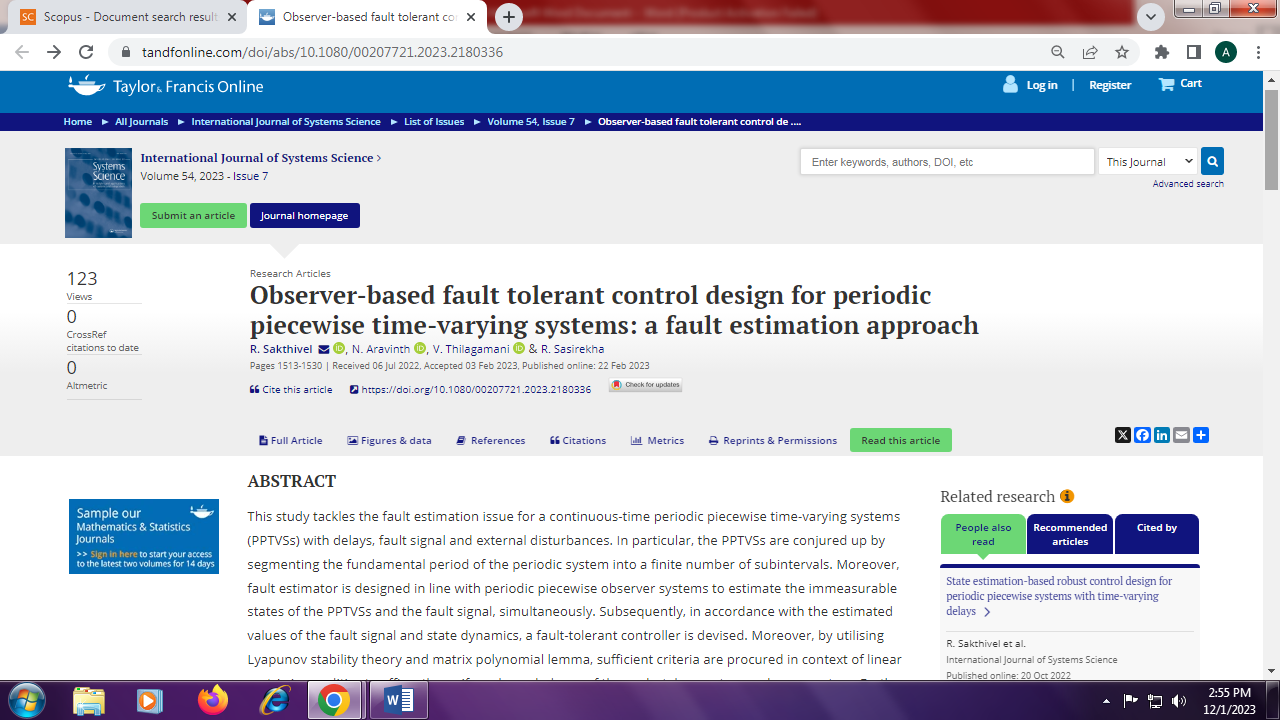 Scopus - Document search result
Observer-based fault tolerant co
tandfonline.com/doi/abs/10.1080/00207721.2023.2180336
A
Taylor & Francis Online
Log in | Register Cart
Home ► All Journals ► International Journal of Systems Science ► List of Issues ► Volume 54, Issue 7 ► Observer-based fault tolerant control de ....
Systems
Science
International Journal of Systems Science ›
Volume 54, 2023 - Issue 7
Enter keywords, authors, DOI, etc
This Journal
Advanced search
Submit an article
Journal homepage
123
Views
0
CrossRef
citations to date
0
Altmetric
Research Articles
Observer-based fault tolerant control design for periodic
piecewise time-varying systems: a fault estimation approach
R. Sakthivel, N. Aravinth, V. Thilagamani & R. Sasirekha
Pages 1513-1530 | Received 06 Jul 2022, Accepted 03 Feb 2023, Published online: 22 Feb 2023
Cite this article https://doi.org/10.1080/00207721.2023.2180336 Check for updates
Full Article Figures & data References Citations Metrics Reprints & Permissions Read this article
Sample our
Mathematics & Statistics
Journals
>> Sign in here to start your access
to the latest two volumes for 14 days
ABSTRACT
This study tackles the fault estimation issue for a continuous-time periodic piecewise time-varying systems
(PPTVSs) with delays, fault signal and external disturbances. In particular, the PPTVSs are conjured up by
segmenting the fundamental period of the periodic system into a finite number of subintervals. Moreover,
fault estimator is designed in line with periodic piecewise observer systems to estimate the immeasurable
states of the PPTVSs and the fault signal, simultaneously. Subsequently, in accordance with the estimated
values of the fault signal and state dynamics, a fault-tolerant controller is devised. Moreover, by utilising
Lyapunov stability theory and matrix polynomial lemma, sufficient criteria are procured in context of linear
Related research
People also
read
Recommended
articles
Cited by
State estimation-based robust control design for
periodic piecewise systems with time-varying
delays
R. Sakthivel et al.
International Journal of Systems Science
Published online: 20 Oct 2022
2:55 PM
12/1/2023